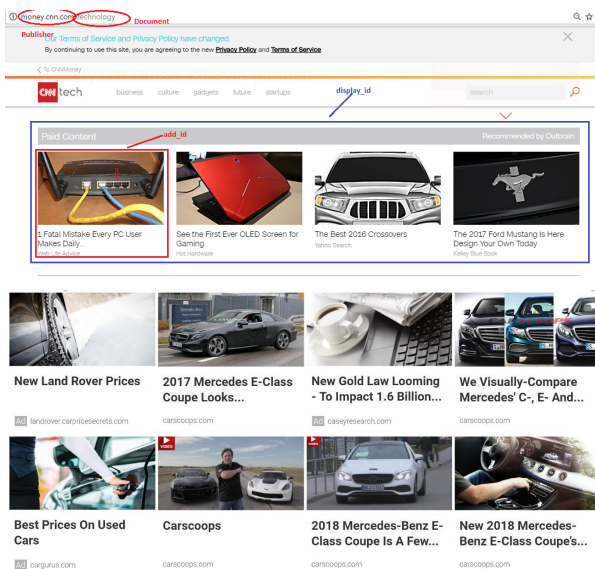 money.cnn.com/technology
Document
Publisher
Our Terms of Service and Privacy Policy have changed.
By continuing to use this site, you are agreeing to the new Privacy Policy and Terms of Service.
To CNNMoney
CNN tech business culture gadgets future startups display_id search
Paid Content add_id Recommended by Outbrain
1 Fatal Mistake Every PC User Makes Daily...
Web Life Advice
See the First Ever OLED Screen for Gaming
Hot Hardware
The Best 2016 Crossovers
Yahoo Search
The 2017 Ford Mustang Is Here. Design Your Own Today
Kelley Blue Book
New Land Rover Prices
Ad landrover.carpricesecrets.com
2017 Mercedes E-Class
Coupe Looks...
carscoops.com
New Gold Law Looming
- To Impact 1.6 Billion...
Ad caseyresearch.com
We Visually-Compare
Mercedes' C-, E- And...
carscoops.com
Best Prices On Used
Cars
Ad cargurus.com
VIDEO
Carscoops
carscoops.com
VIDEO
2018 Mercedes-Benz E-
Class Coupe Is A Few...
carscoops.com
New 2018 Mercedes-
Benz E-Class Coupe's...
carscoops.com